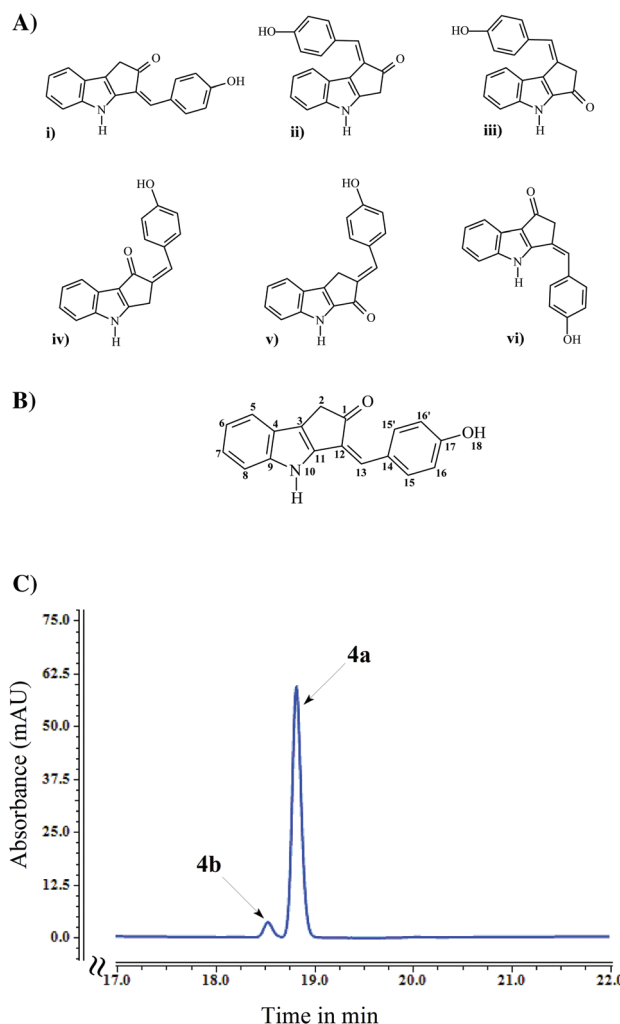 A)
HO
HO
O
O
OH
N
H
i)
N
H
ii)
N
H
O
iii)
HO
HO
O
O
N
H
iv)
N
H
O
v)
N
H
OH
vi)
B)
2
1
O
15'
16'
17
OH
18
5
6
4
3
7
8
9
N
10
11
12
13
14
15
16
H
C)
75.0
4a
62.5
50.0
37.5
25.0
4b
12.5
0.0
Absorbance (mAU)
17.0 18.0 19.0 20.0 21.0 22.0
Time in min